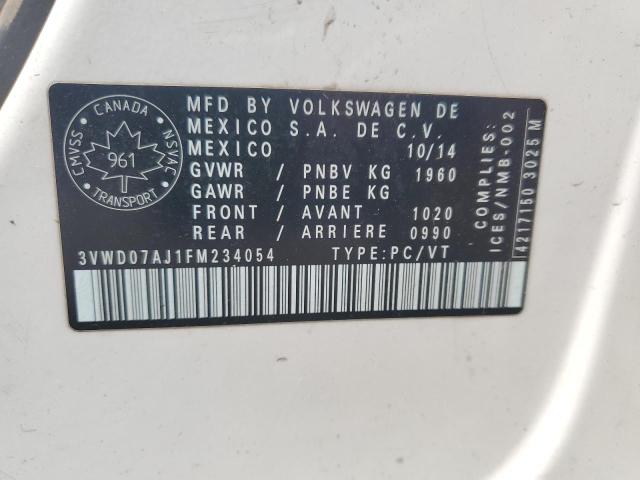 CANADA
CMVSS
NSVAC
961
TRANSPORT
MFD BY VOLKSWAGEN DE
MEXICO S.A. DE C.V.
MEXICO 10/14
GVWR / PNBV KG 1960
GAWR / PNBE KG
FRONT / AVANT 1020
REAR / ARRIERE 0990
3VWD07AJ1FM234054 TYPE:PC/VT
COMPLIES:
ICES/NMB-002
4217150 3025 M